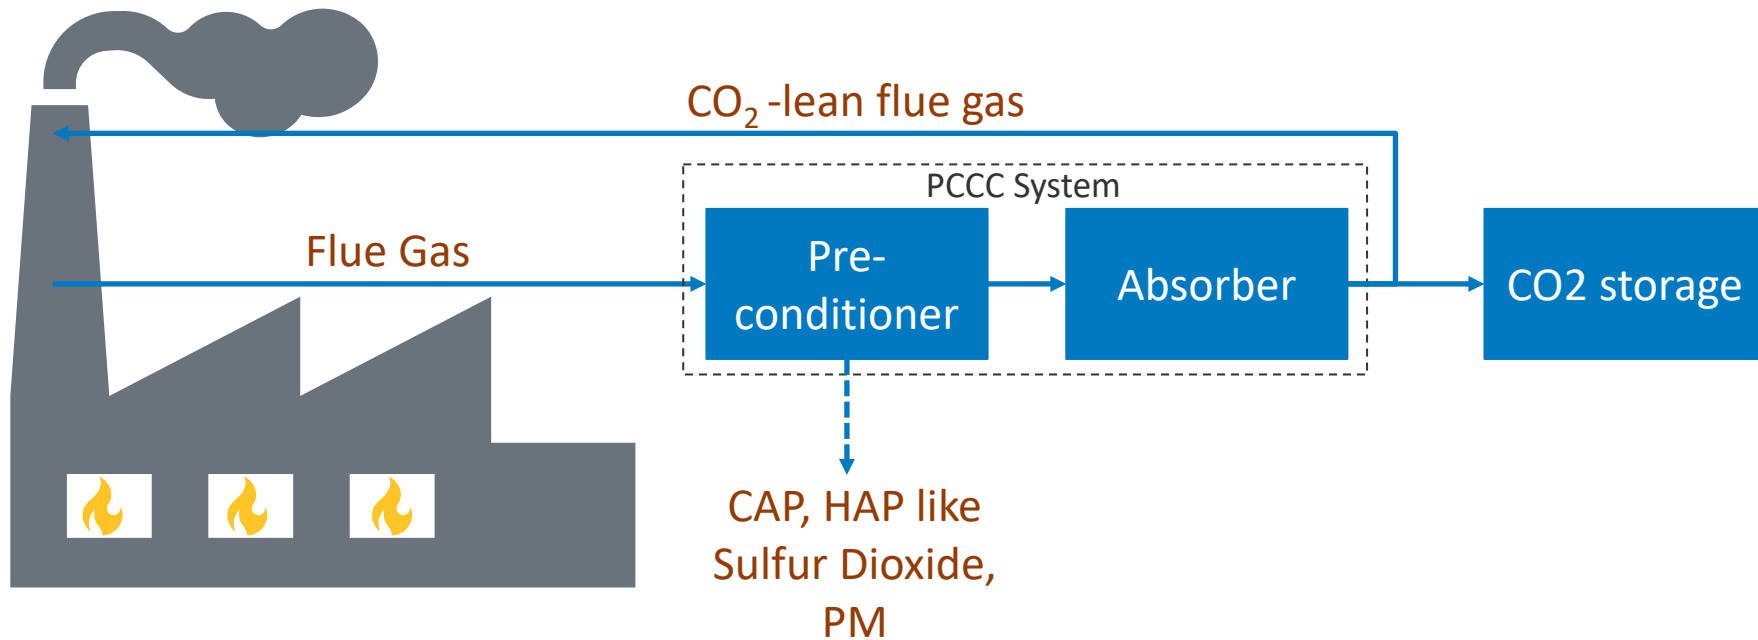 CO₂ -lean flue gas
PCCC System
Flue Gas
Pre-
conditioner
Absorber
CO2 storage
CAP, HAP like
Sulfur Dioxide,
PM